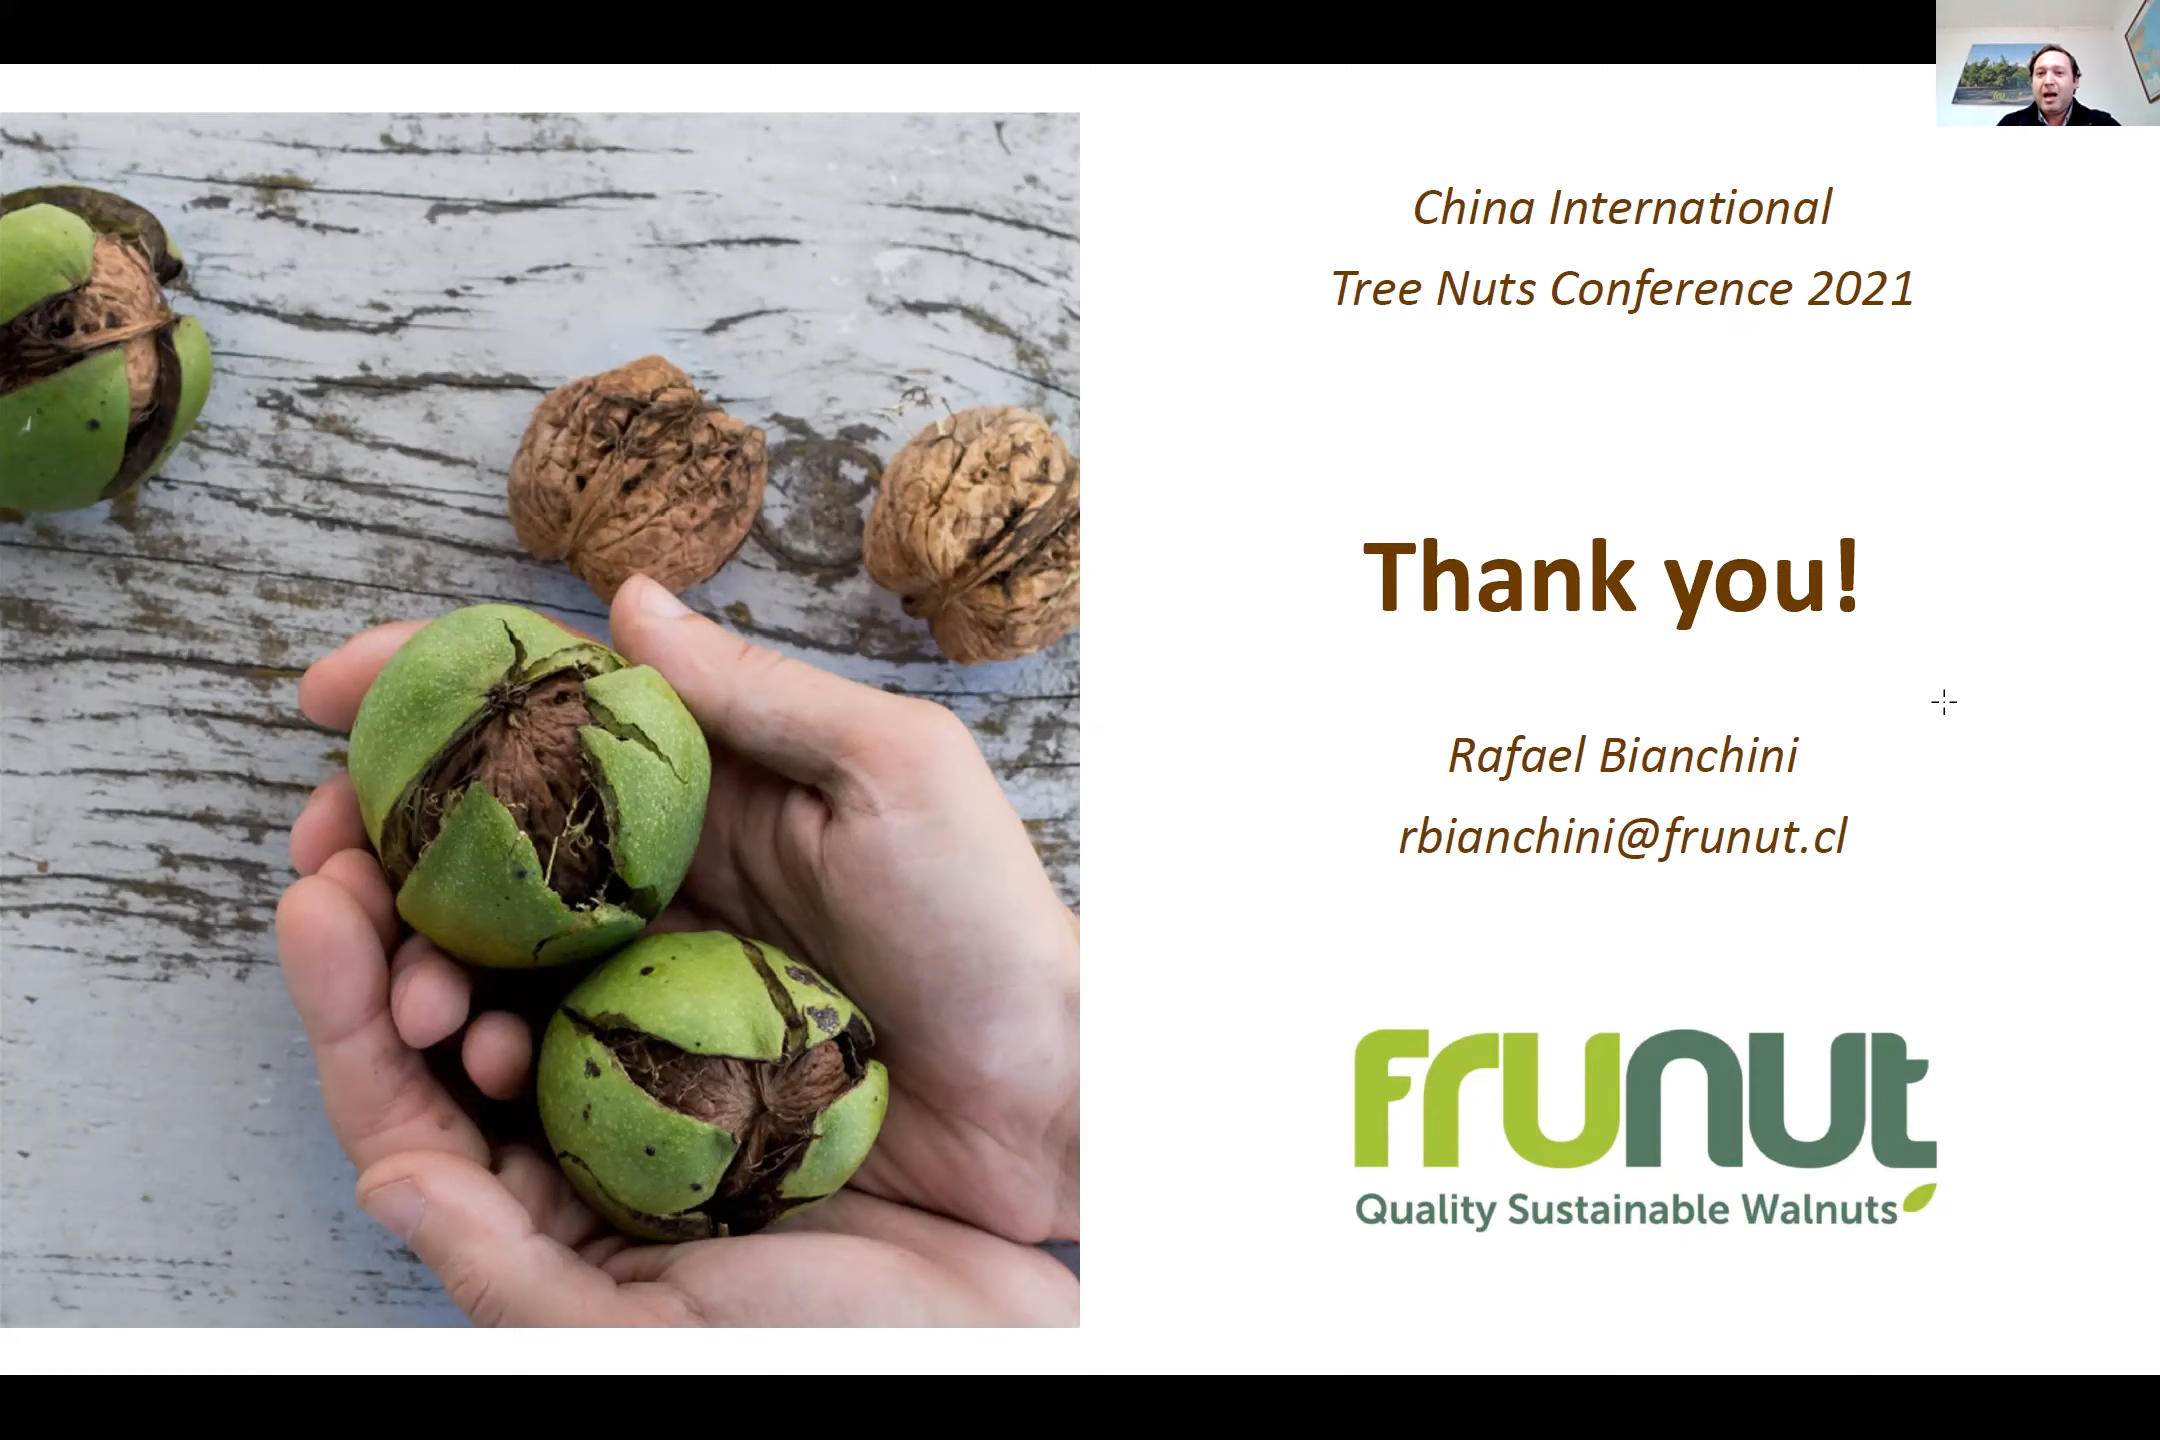 China International
Tree Nuts Conference 2021
Thank you!
Rafael Bianchini
rbianchini@frunut.cl
frunut
Quality Sustainable Walnuts